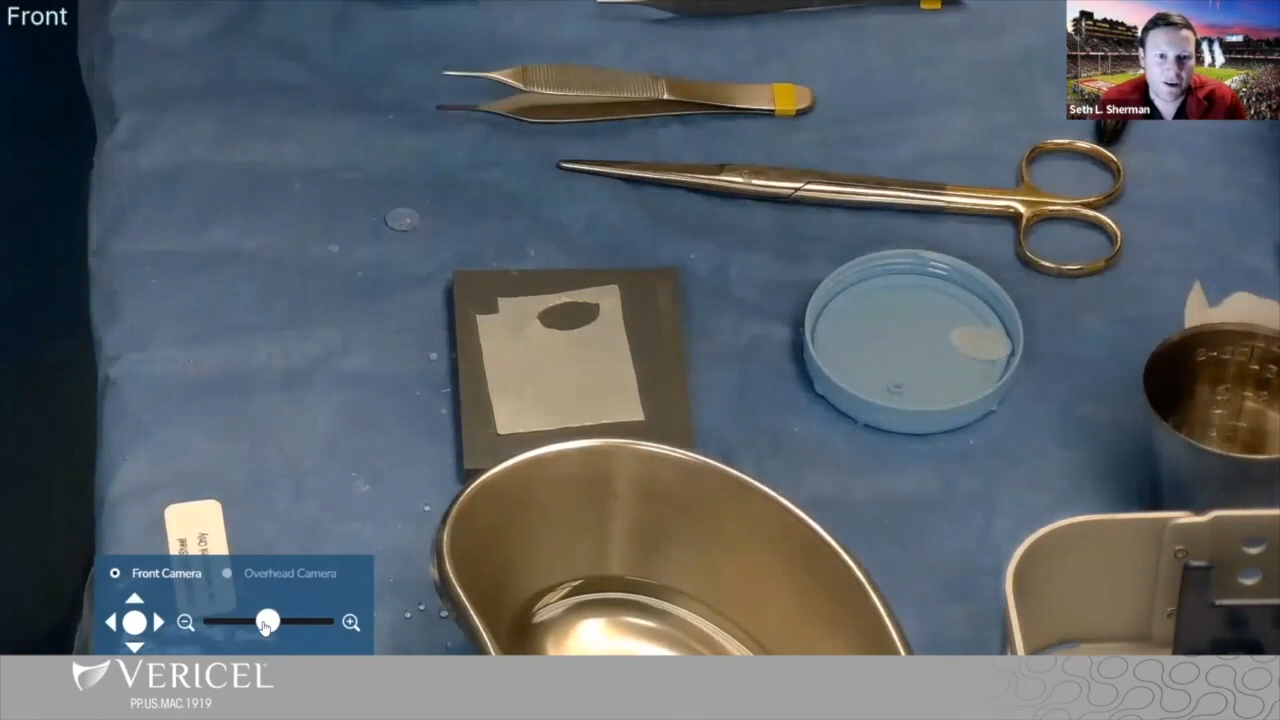 Front
Seth L. Sherman
Front Camera
Overhead Camera
VERICEL
PP.US.MAC.1919